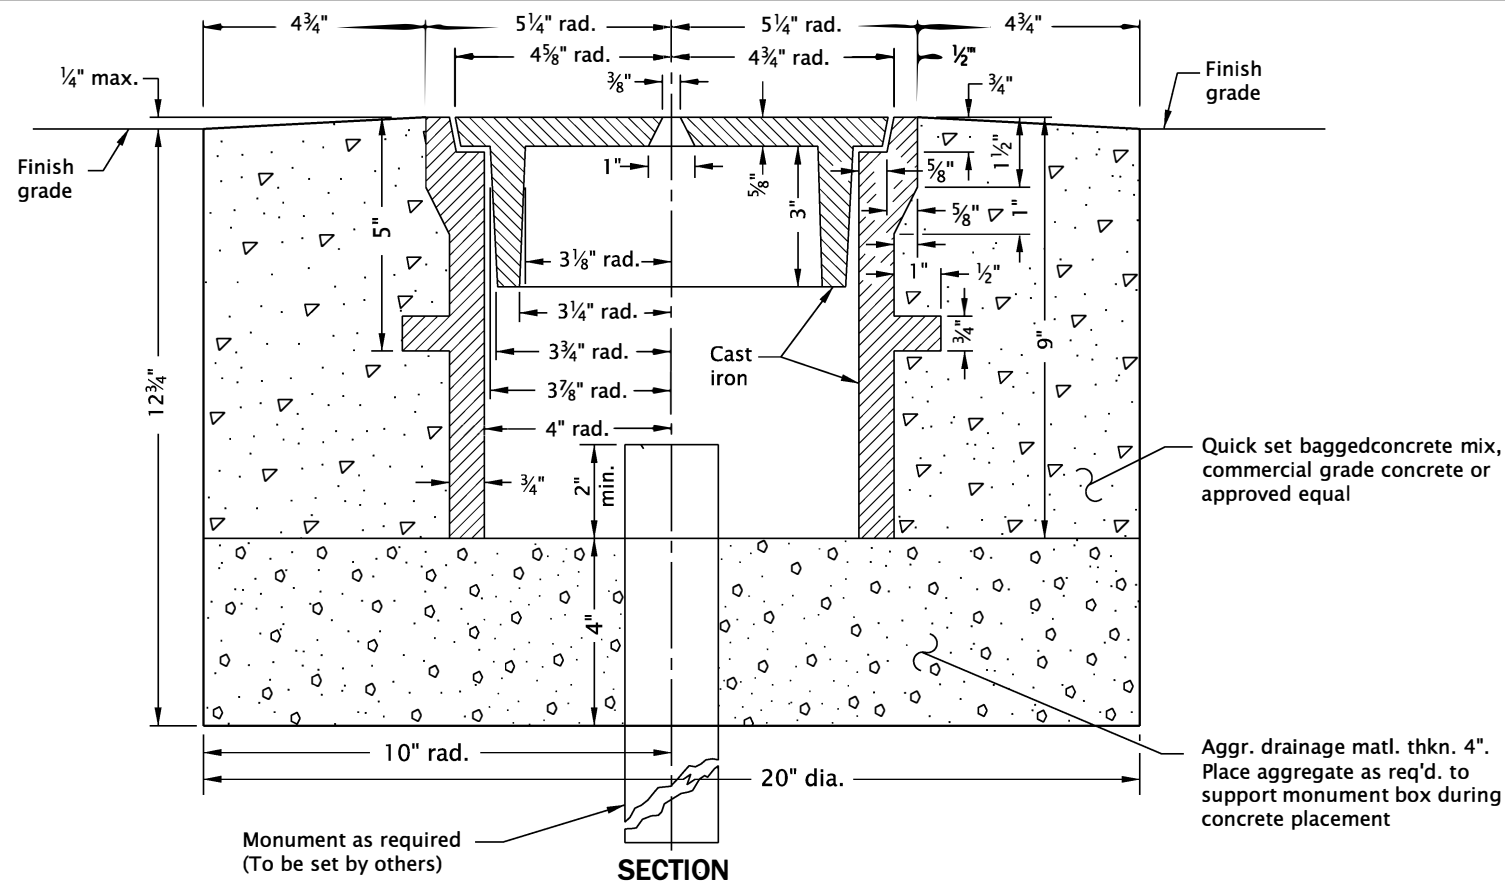 4¾" 5¼" rad. 5¼" rad. 4¾"
4⅝" rad. 4¾" rad. ½"
¼" max. ⅜" ¾"
Finish
grade
Finish
grade
1" ⅝" 3" ⅝" 1½"
5" ⅝" 1"
3⅛" rad. 1" ½"
3¼" rad.
3¾" rad. ¾" 9"
Cast
iron
12¾"
3⅞" rad.
4" rad.
¾" 2"
min.
Quick set baggedconcrete mix,
commercial grade concrete or
approved equal
4"
10" rad.
20" dia.
Aggr. drainage matl. thkn. 4".
Place aggregate as req'd. to
support monument box during
concrete placement
Monument as required
(To be set by others)
SECTION